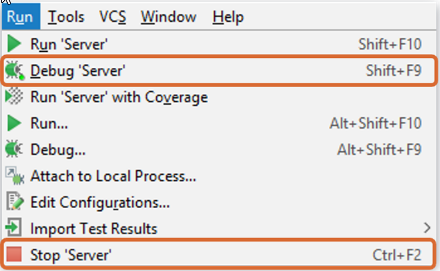 Run Tools VCS Window Help
Run 'Server' Shift+F10
Debug 'Server' Shift+F9
Run 'Server' with Coverage
Run... Alt+Shift+F10
Debug... Alt+Shift+F9
Attach to Local Process...
Edit Configurations...
Import Test Results
Stop 'Server' Ctrl+F2